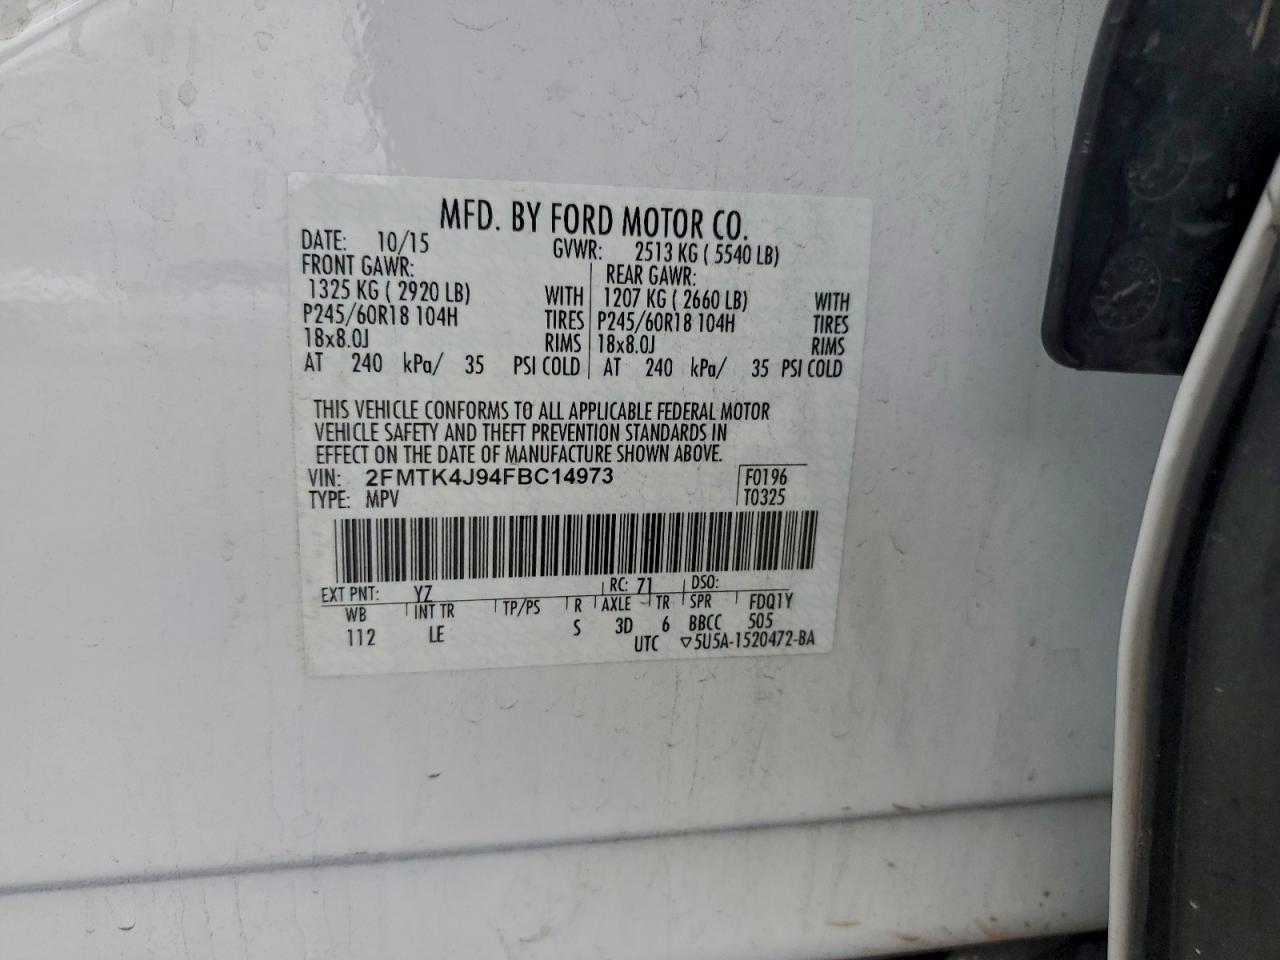 MFD. BY FORD MOTOR CO.
DATE: 10/15 GVWR: 2513 KG ( 5540 LB)
FRONT GAWR: REAR GAWR:
1325 KG ( 2920 LB) WITH 1207 KG ( 2660 LB) WITH
P245/60R18 104H TIRES P245/60R18 104H TIRES
18x8.0J RIMS 18x8.0J RIMS
AT 240 kPa/ 35 PSI COLD AT 240 kPa/ 35 PSI COLD
THIS VEHICLE CONFORMS TO ALL APPLICABLE FEDERAL MOTOR
VEHICLE SAFETY AND THEFT PREVENTION STANDARDS IN
EFFECT ON THE DATE OF MANUFACTURE SHOWN ABOVE.
VIN: 2FMTK4J94FBC14973 F0196
TYPE: MPV T0325
EXT PNT: YZ RC: 71 DSO:
WB INT TR TP/PS R AXLE TR SPR FDQ1Y
112 LE S 3D 6 BBCC 505
UTC ▽5U5A-1520472-BA